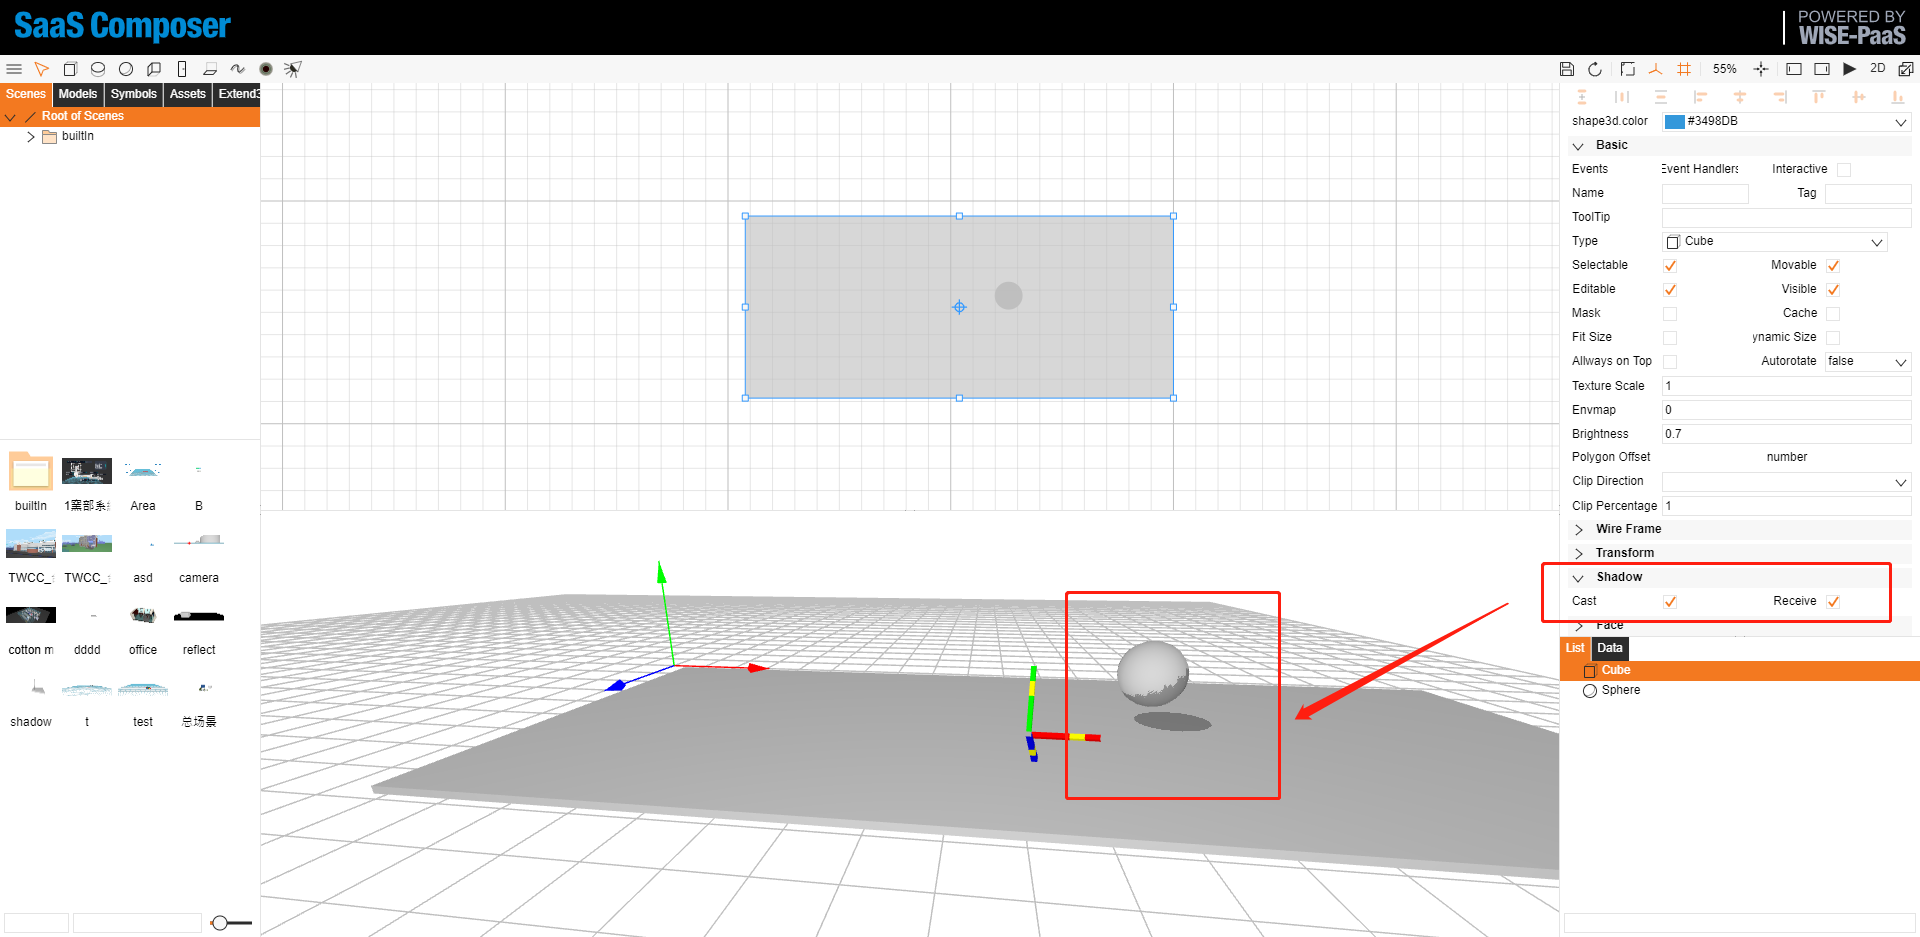 SaaS Composer
POWERED BY
WISE-PaaS
55%
2D
Scenes Models Symbols Assets Extend3
Root of Scenes
builtIn
builtIn 1窯部系 Area B
TWCC_ TWCC_ asd camera
cotton m dddd office reflect
shadow t test 总场景
shape3d.color #3498DB
Basic
Events Event Handlers Interactive
Name Tag
ToolTip
Type Cube
Selectable Movable
Editable Visible
Mask Cache
Fit Size ynamic Size
Allways on Top Autorotate false
Texture Scale 1
Envmap 0
Brightness 0.7
Polygon Offset number
Clip Direction
Clip Percentage 1
Wire Frame
Transform
Shadow
Cast Receive
Face
List Data
Cube
Sphere